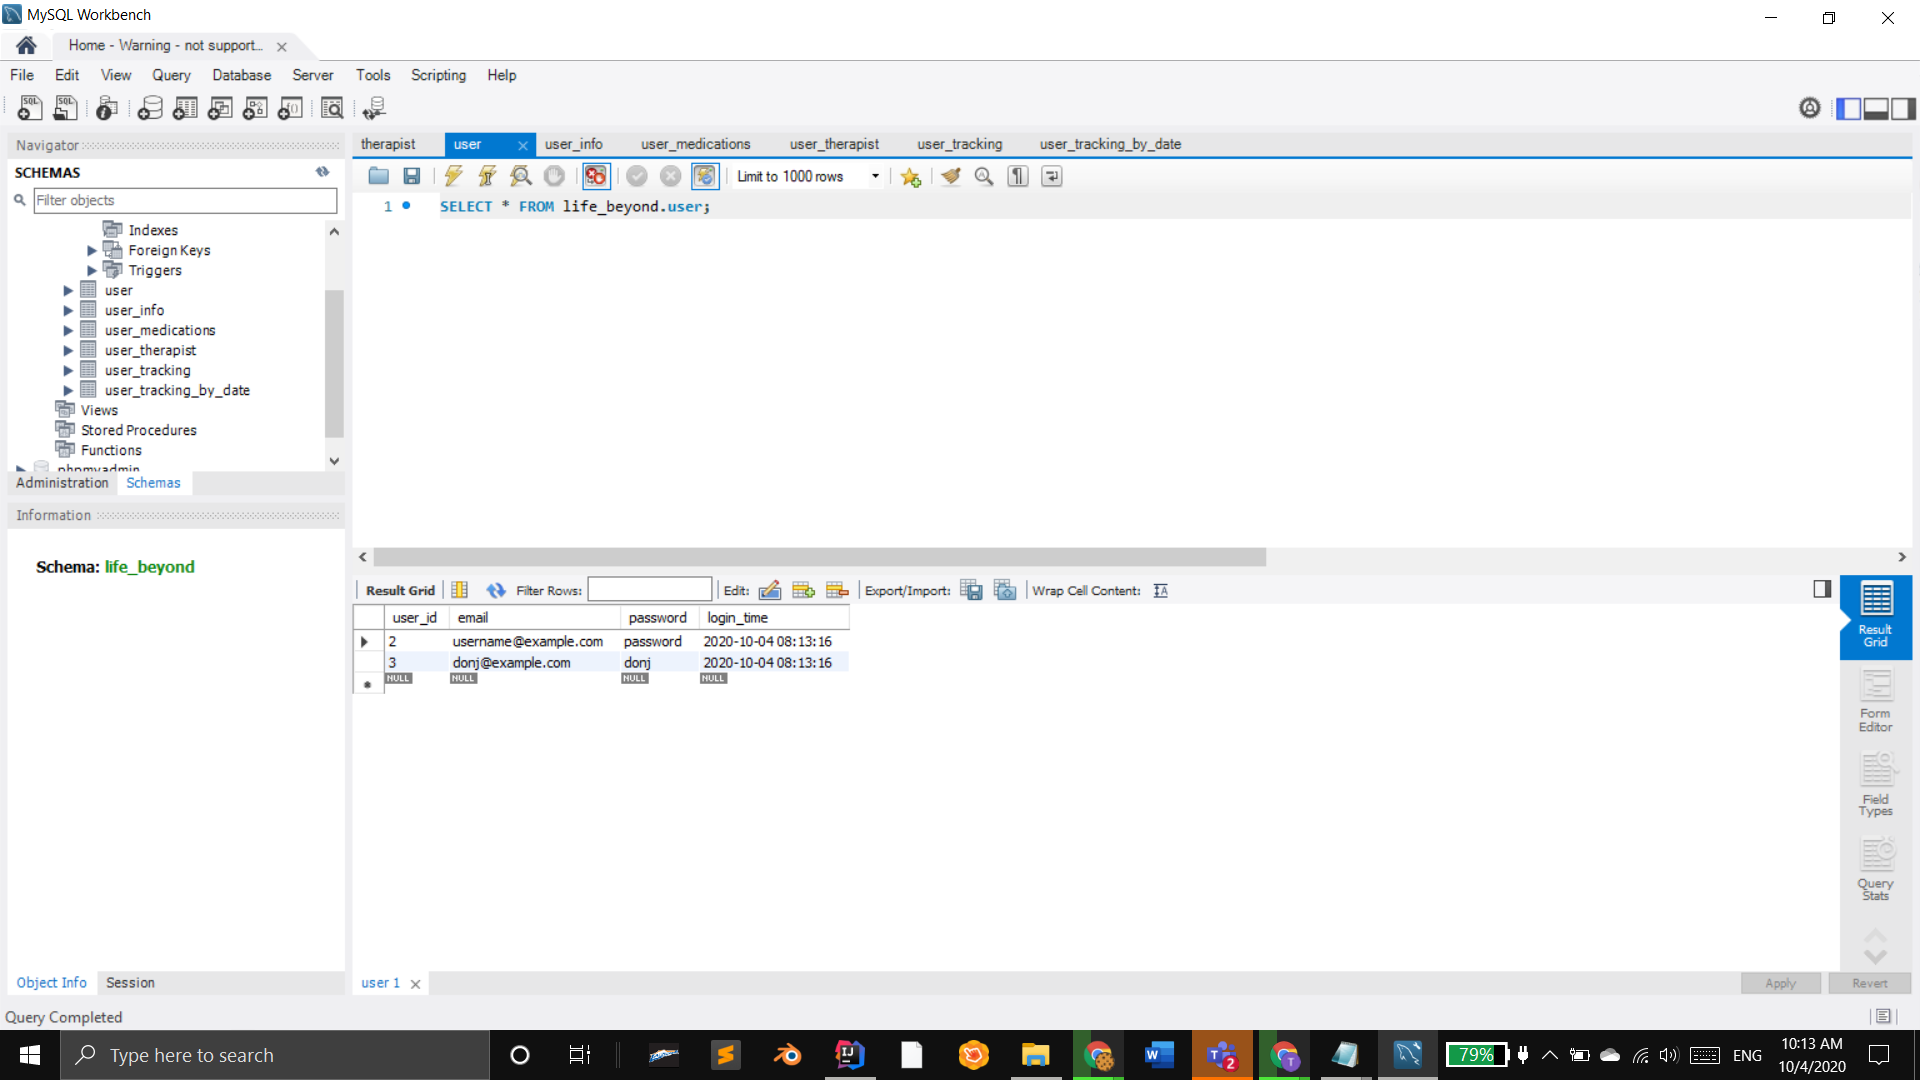 MySQL Workbench
Home - Warning - not support...
File Edit View Query Database Server Tools Scripting Help
Navigator
SCHEMAS
Filter objects
Indexes
Foreign Keys
Triggers
user
user_info
user_medications
user_therapist
user_tracking
user_tracking_by_date
Views
Stored Procedures
Functions
phpmyadmin
Administration Schemas
Information
Schema: life_beyond
Object Info Session
therapist user user_info user_medications user_therapist user_tracking user_tracking_by_date
Limit to 1000 rows
1 SELECT * FROM life_beyond.user;
Result Grid Filter Rows: Edit: Export/Import: Wrap Cell Content:
user_id email password login_time
2 username@example.com password 2020-10-04 08:13:16
3 donj@example.com donj 2020-10-04 08:13:16
NULL NULL NULL NULL
Result
Grid
Form
Editor
Field
Types
Query
Stats
user 1
Apply Revert
Query Completed
Type here to search
79%
ENG
10:13 AM
10/4/2020